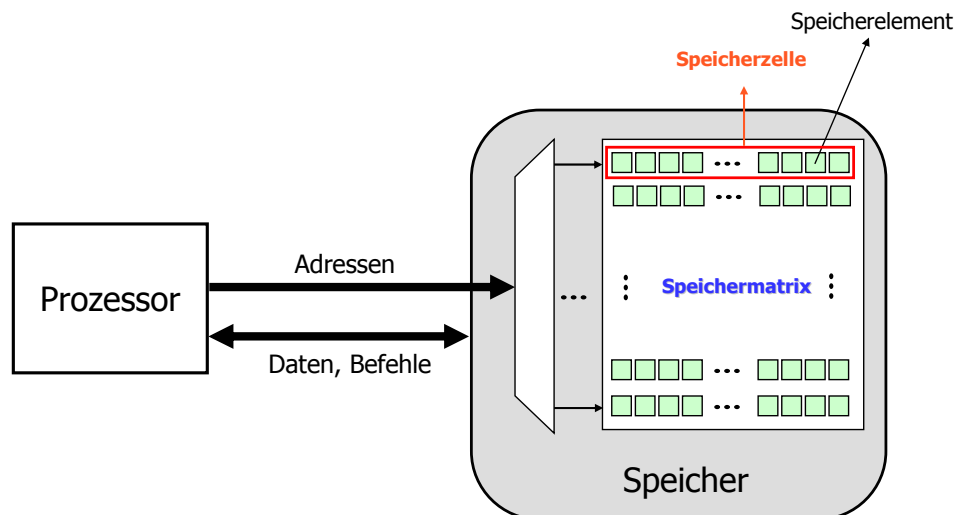 Speicherelement
Speicherzelle
Adressen
Prozessor
Speichermatrix
Daten, Befehle
Speicher